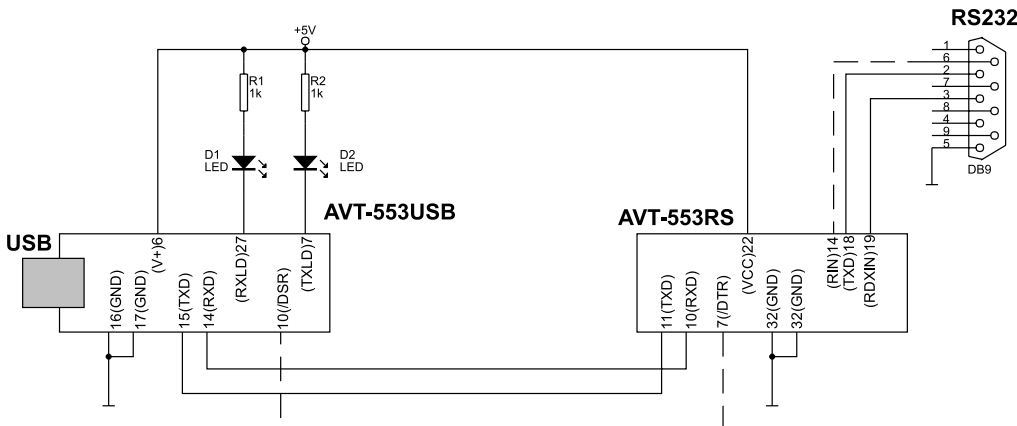 RS232
+5V
1
6
2
7
3
8
4
9
5
DB9
R1
1k
R2
1k
D1
LED
D2
LED
AVT-553USB
AVT-553RS
USB
(V+)6
(RXLD)27
(TXLD)7
16(GND)
17(GND)
15(TXD)
14(RXD)
10(/DSR)
(VCC)22
(RIN)14
(TXD)18
(RDXIN)19
11(TXD)
10(RXD)
7(/DTR)
32(GND)
32(GND)